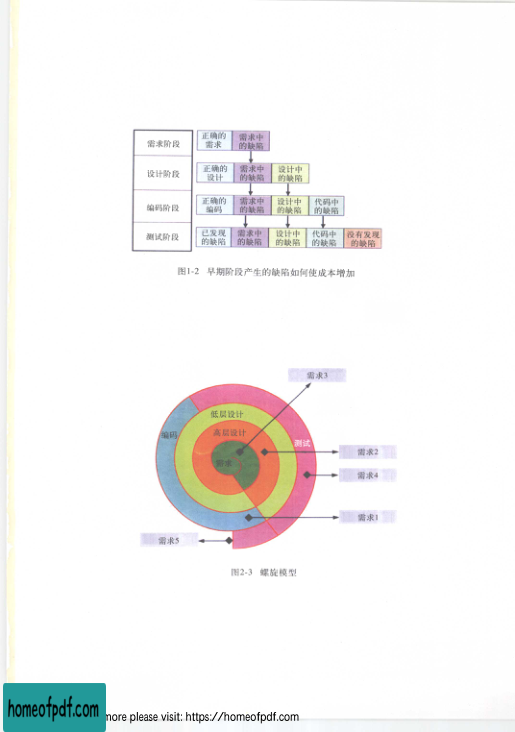 需求阶段
正确的
需求
需求中
的缺陷
设计阶段
正确的
设计
需求中
的缺陷
设计中
的缺陷
编码阶段
正确的
编码
需求中
的缺陷
设计中
的缺陷
代码中
的缺陷
测试阶段
已发现
的缺陷
需求中
的缺陷
设计中
的缺陷
代码中
的缺陷
没有发现
的缺陷
图1-2 早期阶段产生的缺陷如何使成本增加
需求3
低层设计
编码
高层设计
测试
需求
需求2
需求4
需求1
需求5
图2-3 螺旋模型
homeofpdf.com
more please visit: https://homeofpdf.com